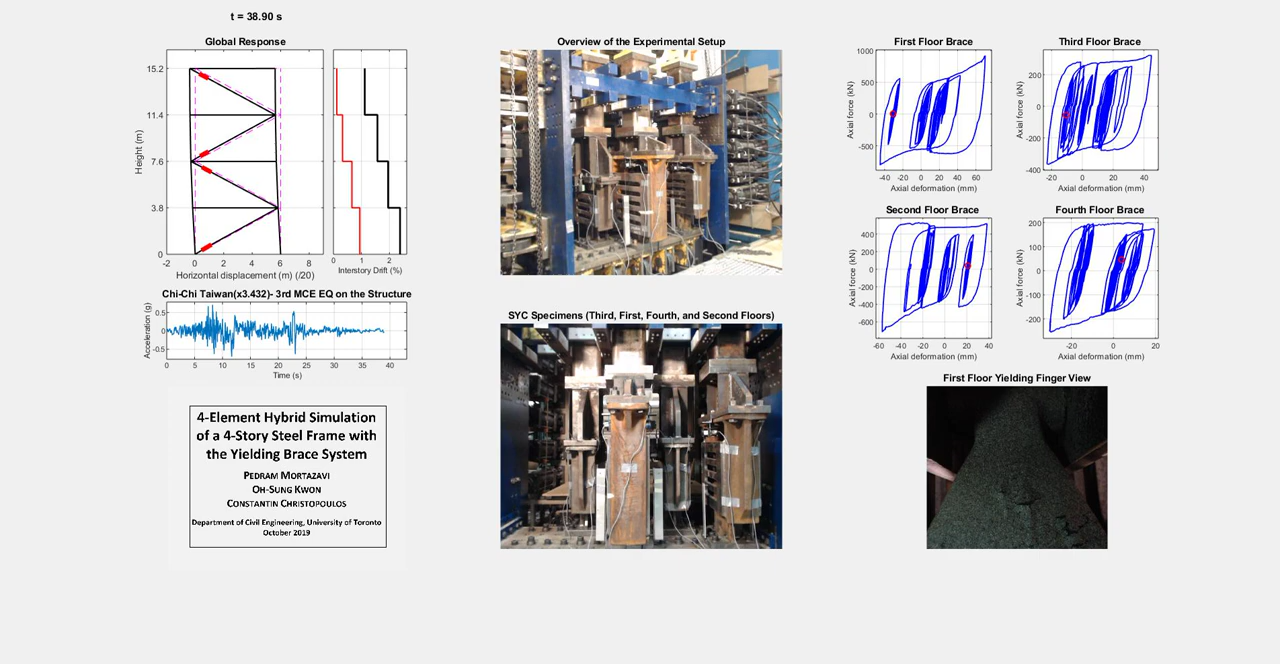 t = 38.90 s
Global Response
15.2
11.4
7.6
3.8
0
Height (m)
-2 0 2 4 6 8
Horizontal displacement (m) (/20)
0 1 2
Interstory Drift (%)
Chi-Chi Taiwan(x3.432)- 3rd MCE EQ on the Structure
0.5
0
-0.5
Acceleration (g)
0 5 10 15 20 25 30 35 40
Time (s)
4-Element Hybrid Simulation
of a 4-Story Steel Frame with
the Yielding Brace System
PEDRAM MORTAZAVI
OH-SUNG KWON
CONSTANTIN CHRISTOPOULOS
Department of Civil Engineering, University of Toronto
October 2019
Overview of the Experimental Setup
SYC Specimens (Third, First, Fourth, and Second Floors)
First Floor Brace
1000
500
0
-500
Axial force (kN)
-40 -20 0 20 40 60
Axial deformation (mm)
Third Floor Brace
200
0
-200
-400
Axial force (kN)
-20 0 20 40
Axial deformation (mm)
Second Floor Brace
400
200
0
-200
-400
-600
Axial force (kN)
-60 -40 -20 0 20 40
Axial deformation (mm)
Fourth Floor Brace
200
100
0
-100
-200
Axial force (kN)
-20 0 20
Axial deformation (mm)
First Floor Yielding Finger View